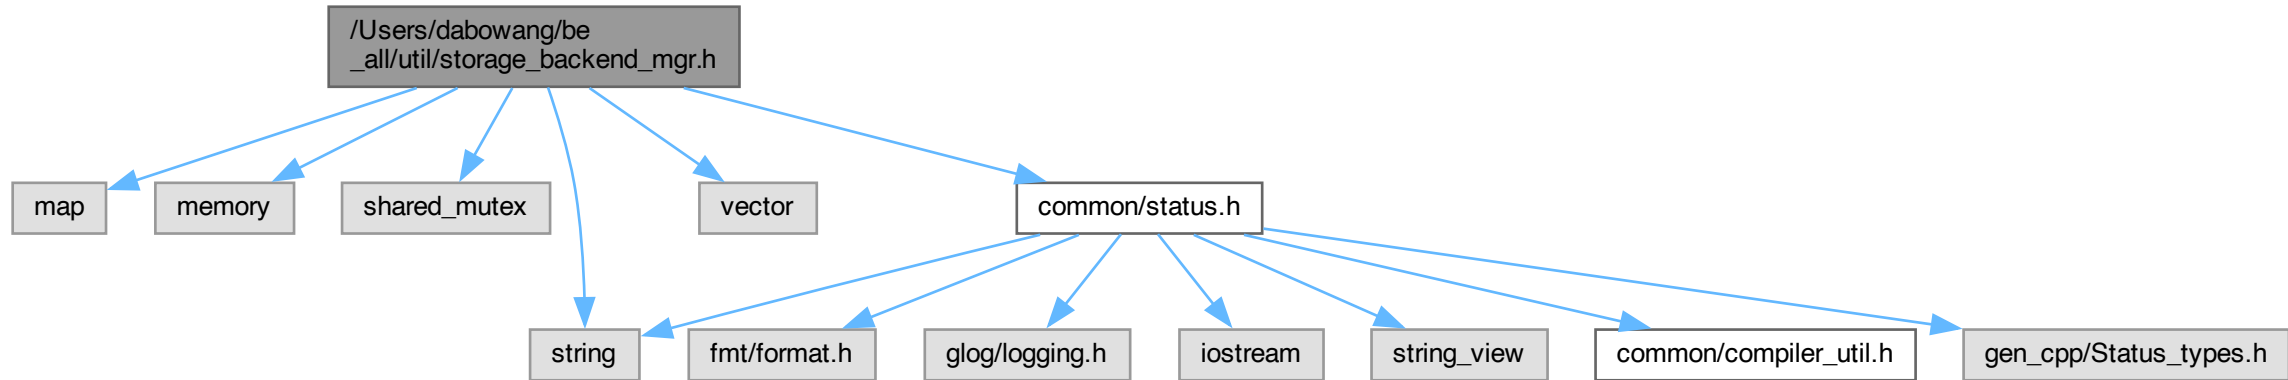 /Users/dabowang/be
_all/util/storage_backend_mgr.h
map
memory
shared_mutex
vector
common/status.h
string
fmt/format.h
glog/logging.h
iostream
string_view
common/compiler_util.h
gen_cpp/Status_types.h